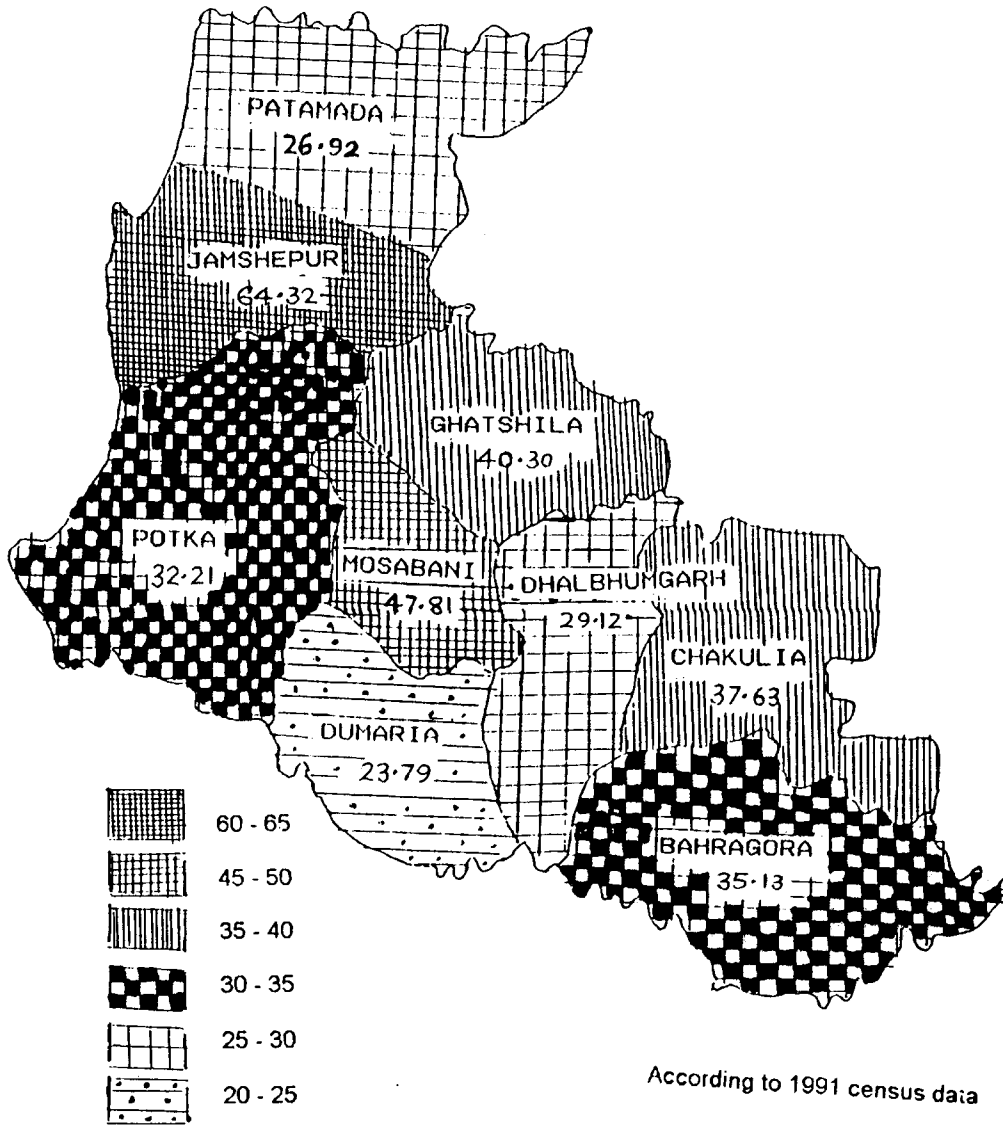 PATAMADA
26.92
JAMSHEPUR
64.32
GHATSHILA
40.30
POTKA
32.21
MOSABANI
47.81
DHALBHUMGARH
29.12
CHAKULIA
37.63
DUMARIA
23.79
BAHRAGORA
35.13
60 - 65
45 - 50
35 - 40
30 - 35
25 - 30
20 - 25
According to 1991 census data